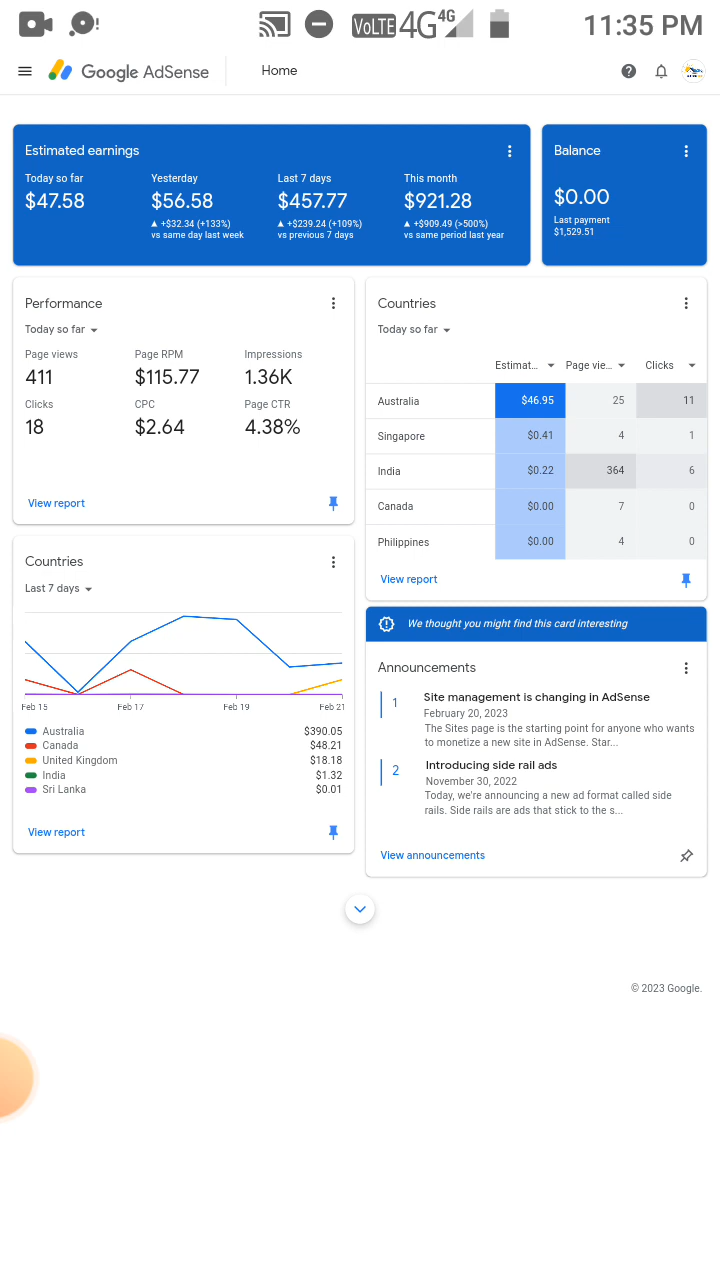 VoLTE 4G 4G 11:35 PM
Google AdSense Home
Estimated earnings
Today so far Yesterday Last 7 days This month
$47.58 $56.58 $457.77 $921.28
+$32.34 (+133%) +$239.24 (+109%) +$909.49 (>500%)
vs same day last week vs previous 7 days vs same period last year
Balance
$0.00
Last payment
$1,529.51
Performance
Today so far
Page views Page RPM Impressions
411 $115.77 1.36K
Clicks CPC Page CTR
18 $2.64 4.38%
View report
Countries
Today so far
Estimat... Page vie... Clicks
Australia $46.95 25 11
Singapore $0.41 4 1
India $0.22 364 6
Canada $0.00 7 0
Philippines $0.00 4 0
View report
Countries
Last 7 days
Feb 15 Feb 17 Feb 19 Feb 21
Australia $390.05
Canada $48.21
United Kingdom $18.18
India $1.32
Sri Lanka $0.01
View report
We thought you might find this card interesting
Announcements
1 Site management is changing in AdSense
February 20, 2023
The Sites page is the starting point for anyone who wants
to monetize a new site in AdSense. Star...
2 Introducing side rail ads
November 30, 2022
Today, we're announcing a new ad format called side
rails. Side rails are ads that stick to the s...
View announcements
© 2023 Google.